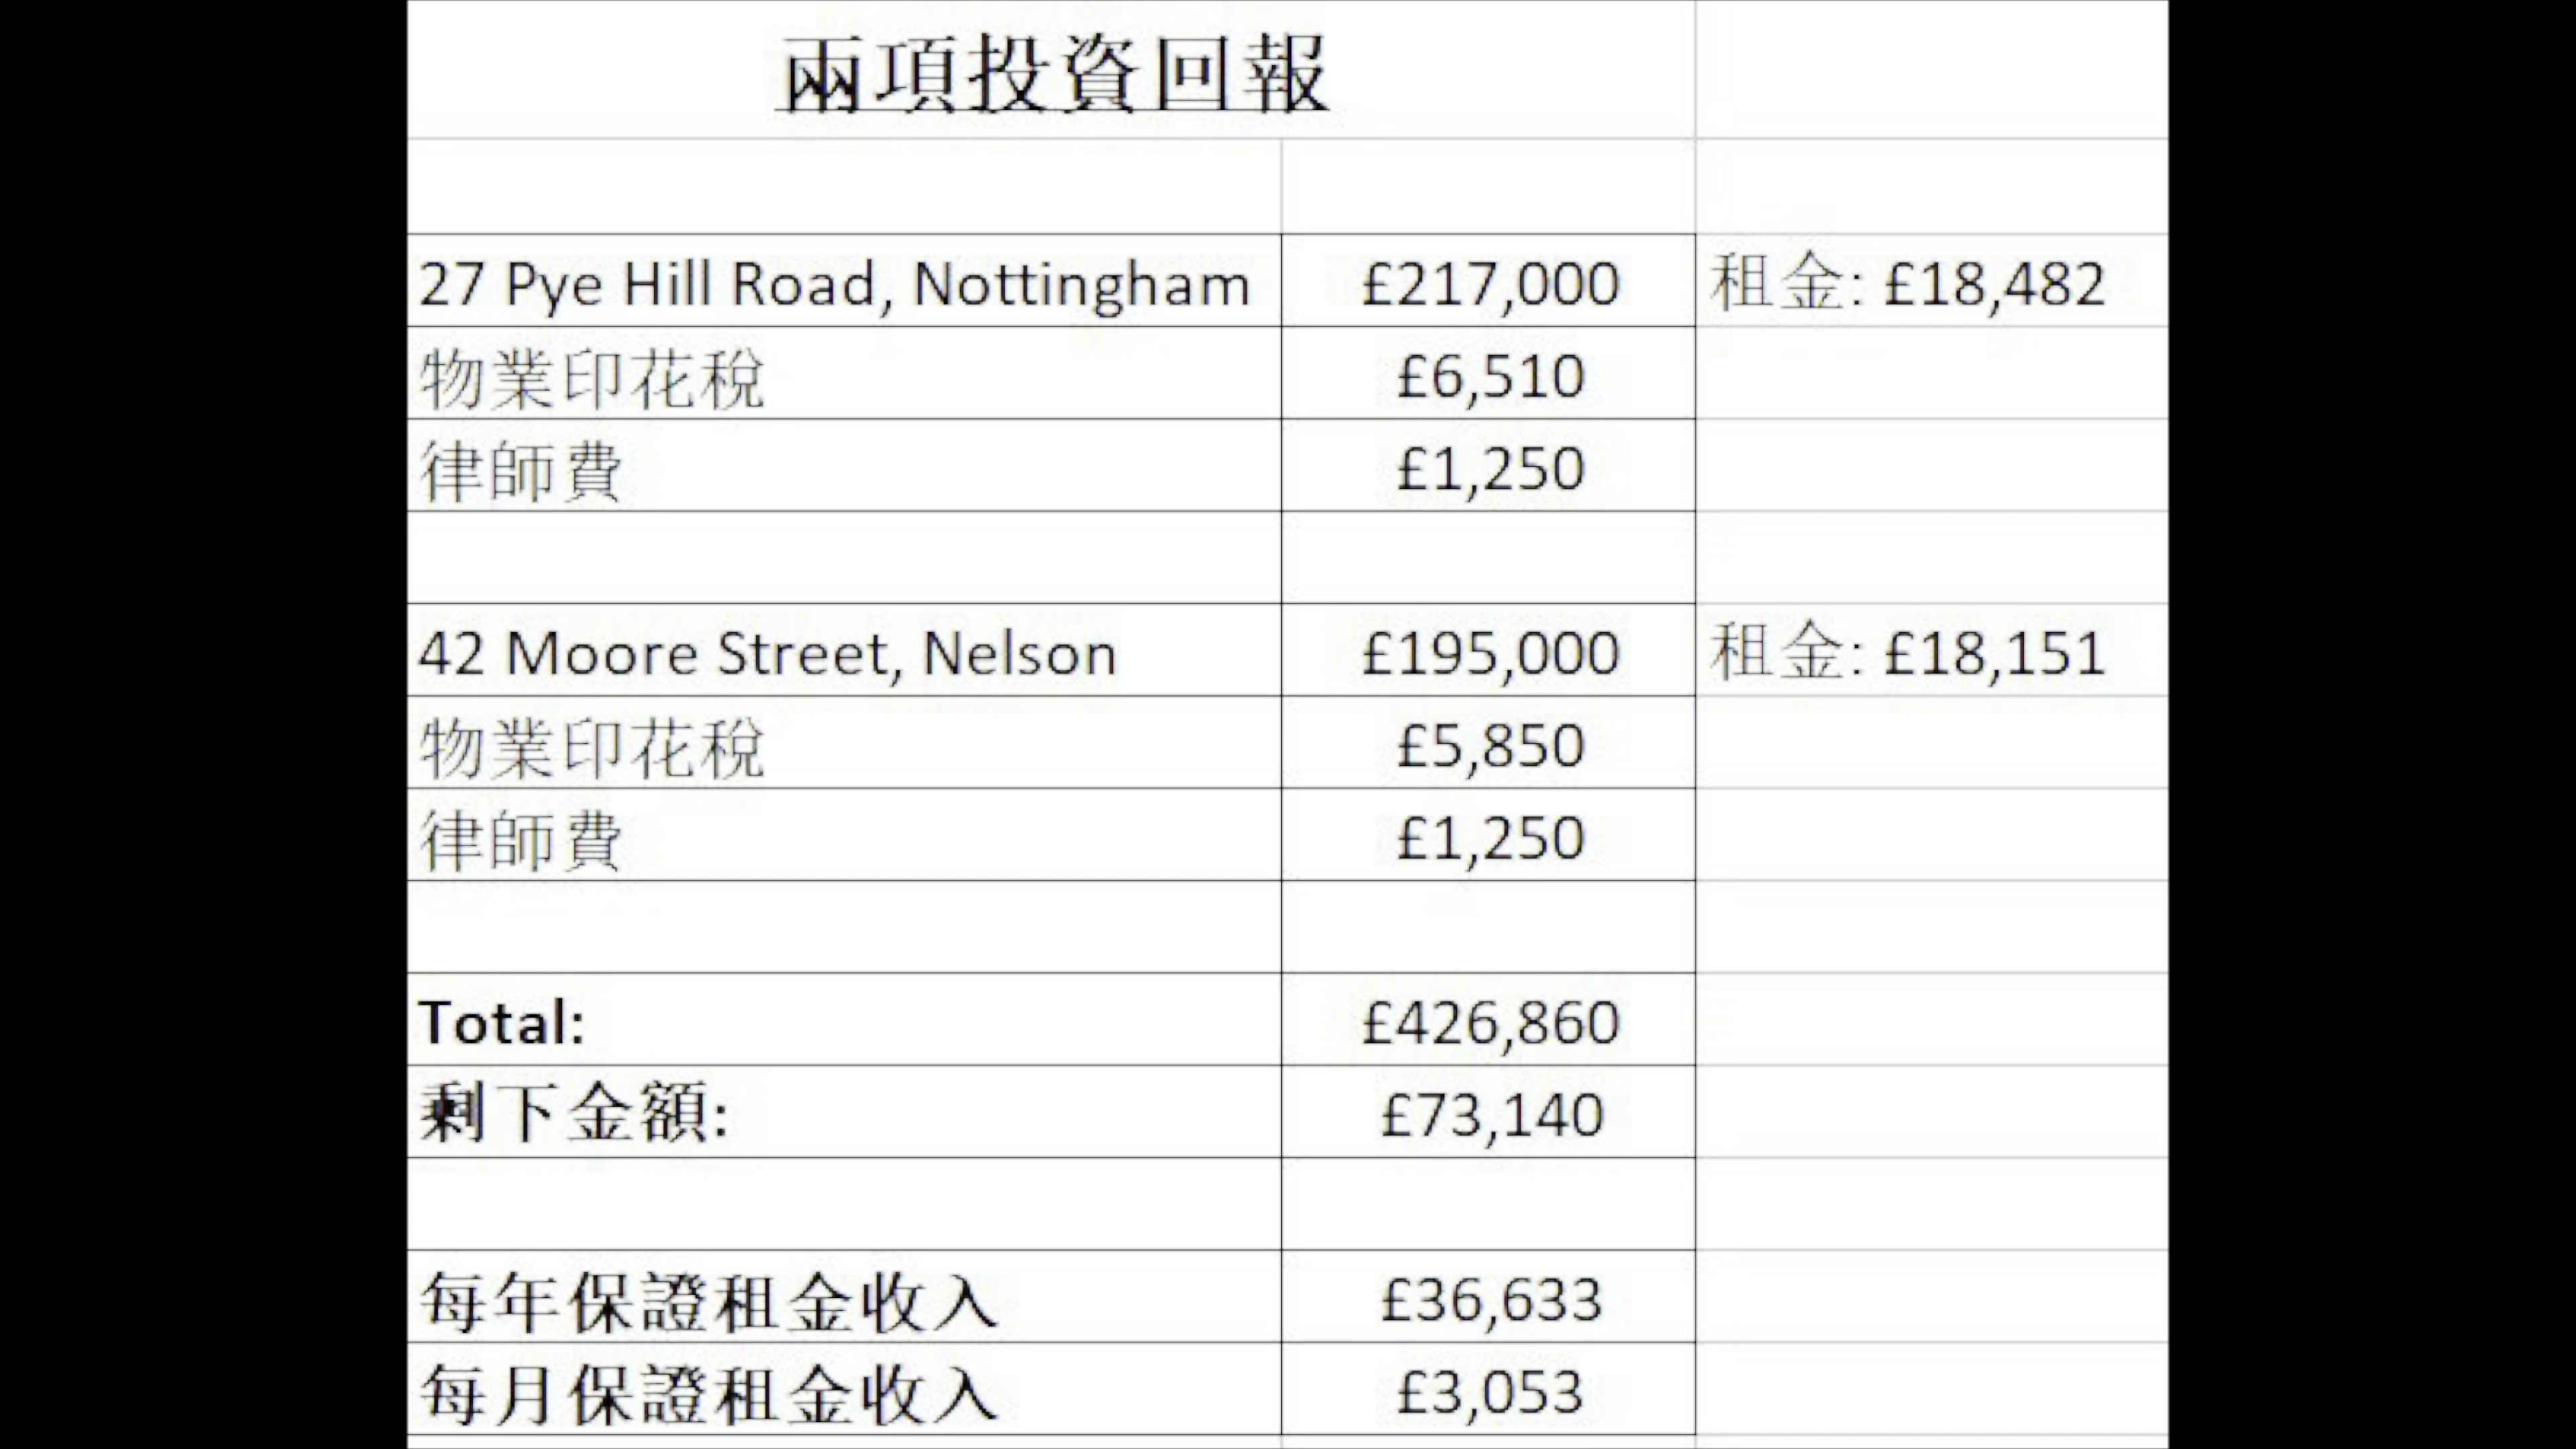 兩項投資回報
27 Pye Hill Road, Nottingham £217,000 租金: £18,482
物業印花稅 £6,510
律師費 £1,250
42 Moore Street, Nelson £195,000 租金: £18,151
物業印花稅 £5,850
律師費 £1,250
Total: £426,860
剩下金額: £73,140
每年保證租金收入 £36,633
每月保證租金收入 £3,053